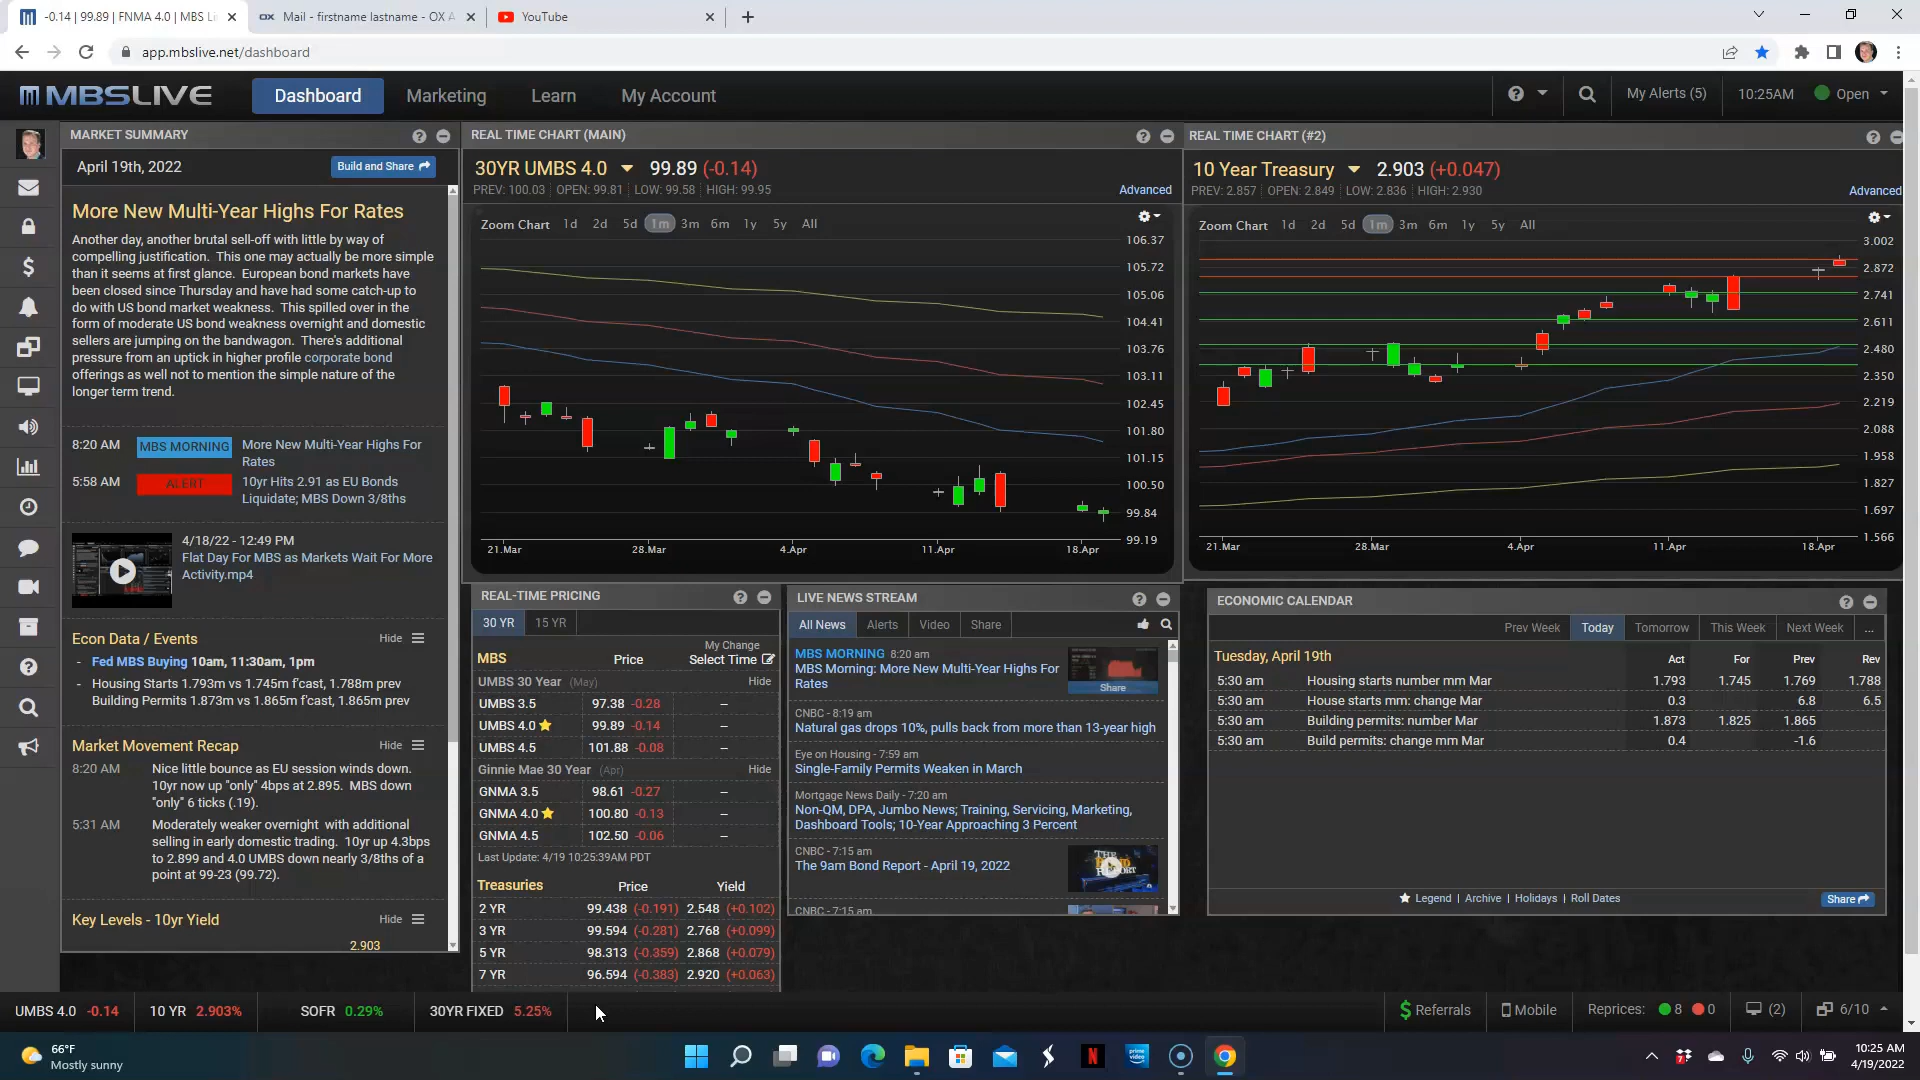 -0.14 | 99.89 | FNMA 4.0 | MBS Li
Mail - firstname lastname - OX A
YouTube
app.mbslive.net/dashboard
MBSLIVE
Dashboard
Marketing
Learn
My Account
My Alerts (5)
10:25AM
Open
MARKET SUMMARY
April 19th, 2022
Build and Share
More New Multi-Year Highs For Rates
Another day, another brutal sell-off with little by way of
compelling justification. This one may actually be more simple
than it seems at first glance. European bond markets have
been closed since Thursday and have had some catch-up to
do with US bond market weakness. This spilled over in the
form of moderate US bond weakness overnight and domestic
sellers are jumping on the bandwagon. There's additional
pressure from an uptick in higher profile corporate bond
offerings as well not to mention the simple nature of the
longer term trend.
8:20 AM MBS MORNING More New Multi-Year Highs For
Rates
5:58 AM ALERT 10yr Hits 2.91 as EU Bonds
Liquidate; MBS Down 3/8ths
4/18/22 - 12:49 PM
Flat Day For MBS as Markets Wait For More
Activity.mp4
Econ Data / Events Hide
- Fed MBS Buying 10am, 11:30am, 1pm
- Housing Starts 1.793m vs 1.745m f'cast, 1.788m prev
Building Permits 1.873m vs 1.865m f'cast, 1.865m prev
Market Movement Recap Hide
8:20 AM Nice little bounce as EU session winds down.
10yr now up "only" 4bps at 2.895. MBS down
"only" 6 ticks (.19).
5:31 AM Moderately weaker overnight with additional
selling in early domestic trading. 10yr up 4.3bps
to 2.899 and 4.0 UMBS down nearly 3/8ths of a
point at 99-23 (99.72).
Key Levels - 10yr Yield Hide
2.903
REAL TIME CHART (MAIN)
30YR UMBS 4.0 99.89 (-0.14)
PREV: 100.03 OPEN: 99.81 LOW: 99.58 HIGH: 99.95
Advanced
Zoom Chart 1d 2d 5d 1m 3m 6m 1y 5y All
106.37
105.72
105.06
104.41
103.76
103.11
102.45
101.80
101.15
100.50
99.84
99.19
21.Mar 28.Mar 4.Apr 11.Apr 18.Apr
REAL TIME CHART (#2)
10 Year Treasury 2.903 (+0.047)
PREV: 2.857 OPEN: 2.849 LOW: 2.836 HIGH: 2.930
Advanced
Zoom Chart 1d 2d 5d 1m 3m 6m 1y 5y All
3.002
2.872
2.741
2.611
2.480
2.350
2.219
2.088
1.958
1.827
1.697
1.566
21.Mar 28.Mar 4.Apr 11.Apr 18.Apr
REAL-TIME PRICING
30 YR 15 YR
My Change
MBS Price Select Time
UMBS 30 Year (May) Hide
UMBS 3.5 97.38 -0.28 --
UMBS 4.0 99.89 -0.14 --
UMBS 4.5 101.88 -0.08 --
Ginnie Mae 30 Year (Apr) Hide
GNMA 3.5 98.61 -0.27 --
GNMA 4.0 100.80 -0.13 --
GNMA 4.5 102.50 -0.06 --
Last Update: 4/19 10:25:39AM PDT
Treasuries Price Yield
2 YR 99.438 (-0.191) 2.548 (+0.102)
3 YR 99.594 (-0.281) 2.768 (+0.099)
5 YR 98.313 (-0.359) 2.868 (+0.079)
7 YR 96.594 (-0.383) 2.920 (+0.063)
LIVE NEWS STREAM
All News Alerts Video Share
MBS MORNING 8:20 am
MBS Morning: More New Multi-Year Highs For
Rates
Share
CNBC - 8:19 am
Natural gas drops 10%, pulls back from more than 13-year high
Eye on Housing - 7:59 am
Single-Family Permits Weaken in March
Mortgage News Daily - 7:20 am
Non-QM, DPA, Jumbo News; Training, Servicing, Marketing,
Dashboard Tools; 10-Year Approaching 3 Percent
CNBC - 7:15 am
The 9am Bond Report - April 19, 2022
THE BOND REPORT
CNBC - 7:15 am
ECONOMIC CALENDAR
Prev Week Today Tomorrow This Week Next Week ...
Tuesday, April 19th Act For Prev Rev
5:30 am Housing starts number mm Mar 1.793 1.745 1.769 1.788
5:30 am House starts mm: change Mar 0.3 6.8 6.5
5:30 am Building permits: number Mar 1.873 1.825 1.865
5:30 am Build permits: change mm Mar 0.4 -1.6
Legend | Archive | Holidays | Roll Dates
Share
UMBS 4.0 -0.14
10 YR 2.903%
SOFR 0.29%
30YR FIXED 5.25%
Referrals
Mobile
Reprices: 8 0
(2)
6/10
66°F
Mostly sunny
10:25 AM
4/19/2022